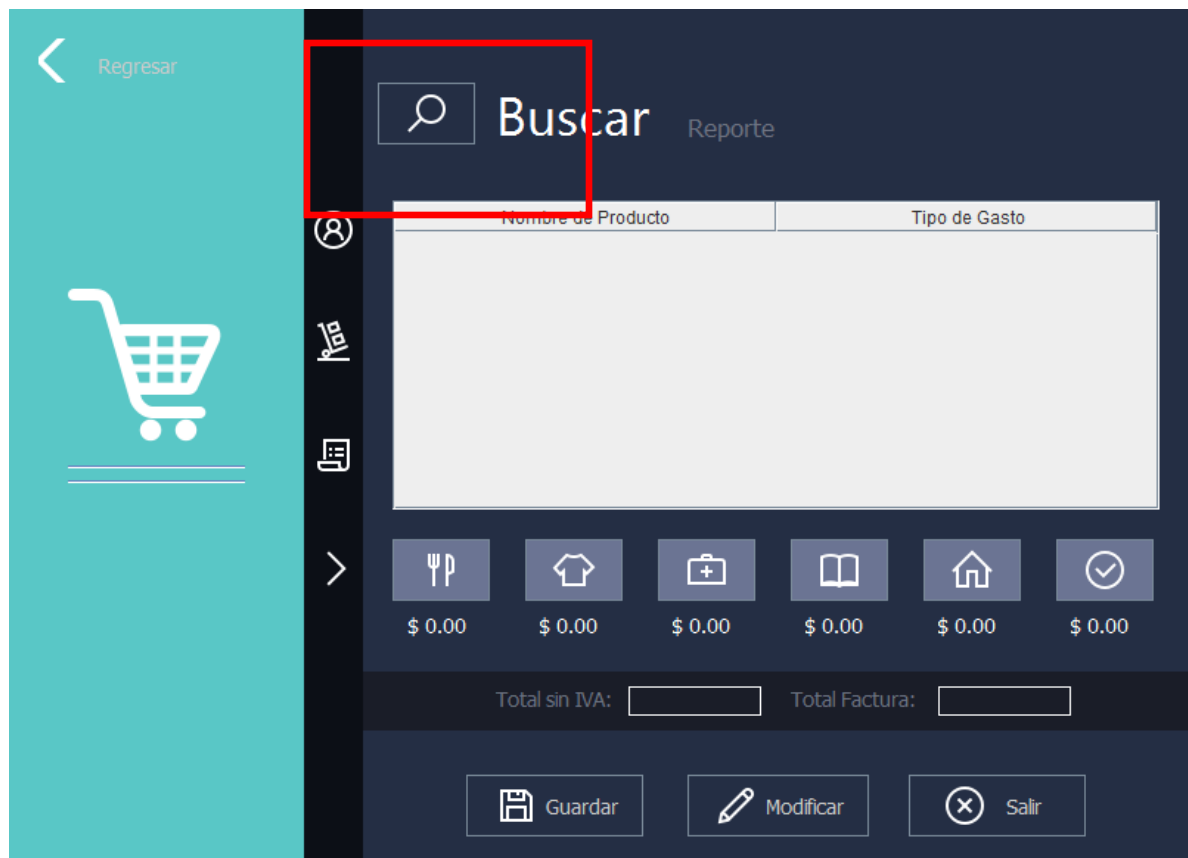 Regresar
Buscar Reporte
Nombre de Producto Tipo de Gasto
$ 0.00 $ 0.00 $ 0.00 $ 0.00 $ 0.00 $ 0.00
Total sin IVA: Total Factura:
Guardar Modificar Salir